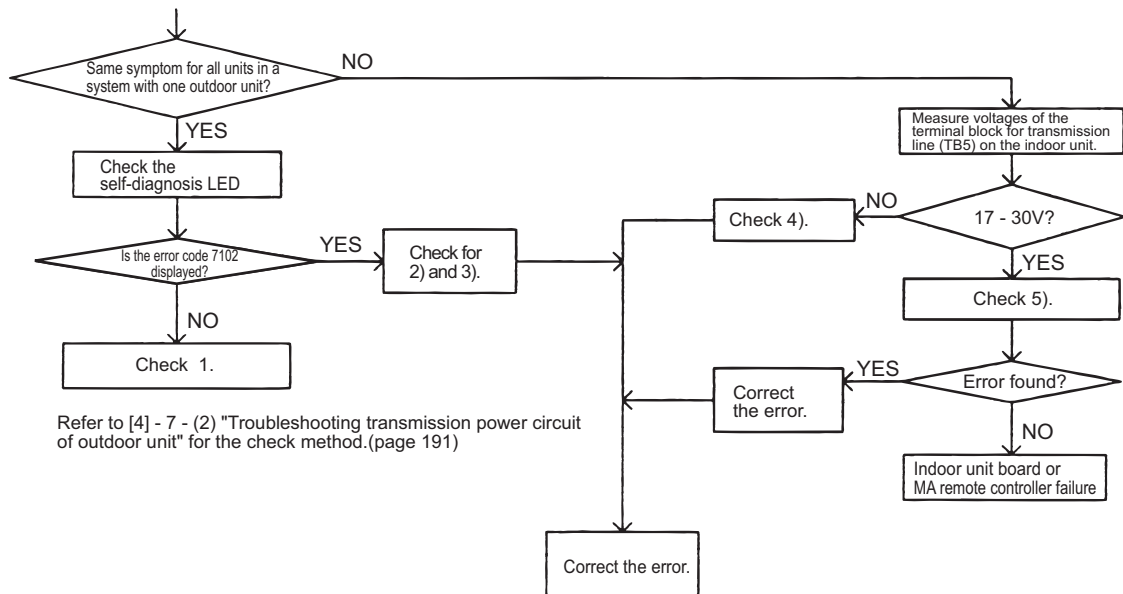 Same symptom for all units in a
system with one outdoor unit?
NO
YES
Measure voltages of the
terminal block for transmission
line (TB5) on the indoor unit.
Check the
self-diagnosis LED
17 - 30V?
NO
Check 4).
YES
Is the error code 7102
displayed?
YES
Check for
2) and 3).
Check 5).
NO
Check 1.
Error found?
YES
Correct
the error.
NO
Refer to [4] - 7 - (2) "Troubleshooting transmission power circuit
of outdoor unit" for the check method.(page 191)
Indoor unit board or
MA remote controller failure
Correct the error.